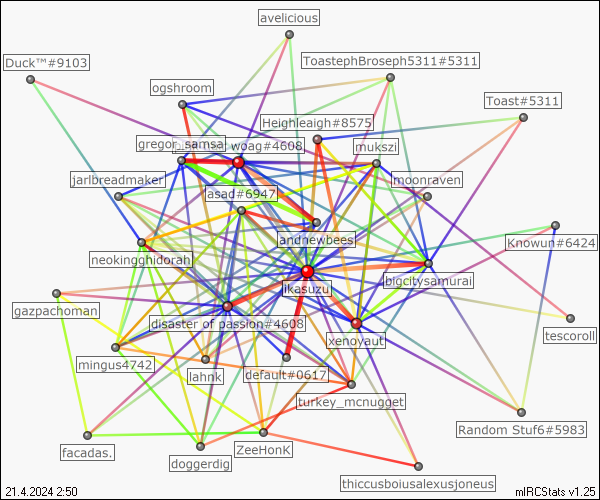 avelicious
Duck™#9103
ToastephBroseph5311#5311
ogshroom
Toast#5311
Heighleaigh#8575
gregor_samsa
woag#4608
mukszi
jarlbreadmaker
moonraven
asad#6947
andnewbees
Knowun#6424
neokingghidorah
ikasuzu
bigcitysamurai
gazpachoman
disaster of passion#4608
xenoyaut
tescoroll
mingus4742
lahnk
default#0617
turkey_mcnugget
facadas.
doggerdig
ZeeHonK
Random Stuf6#5983
thiccusboiusalexusjoneus
21.4.2024 2:50
mIRCStats v1.25